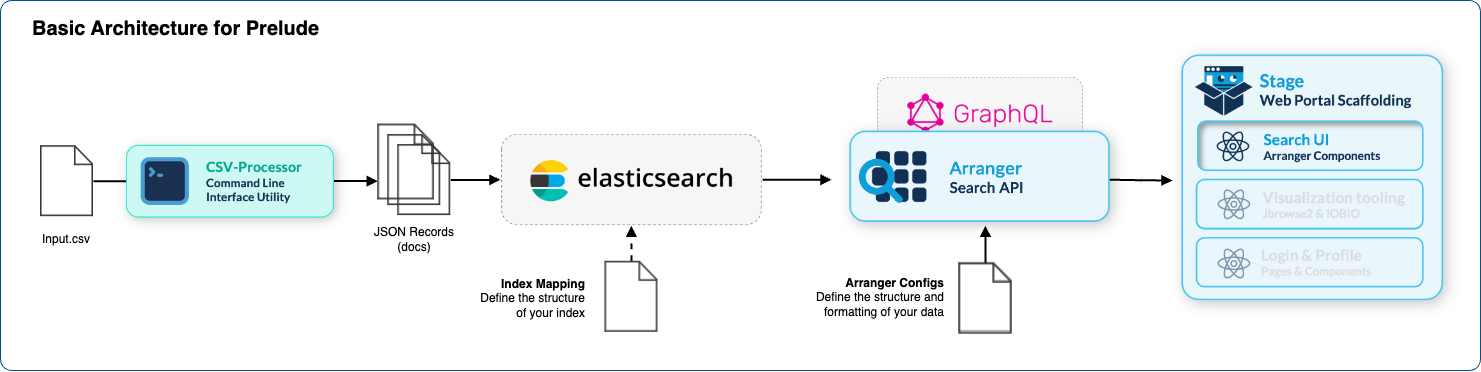 Basic Architecture for Prelude
Input.csv
CSV-Processor
Command Line
Interface Utility
JSON Records
(docs)
elasticsearch
Index Mapping
Define the structure
of your index
GraphQL
Arranger
Search API
Arranger Configs
Define the structure and
formatting of your data
Stage
Web Portal Scaffolding
Search UI
Arranger Components
Visualization tooling
Jbrowse2 & IOBIO
Login & Profile
Pages & Components